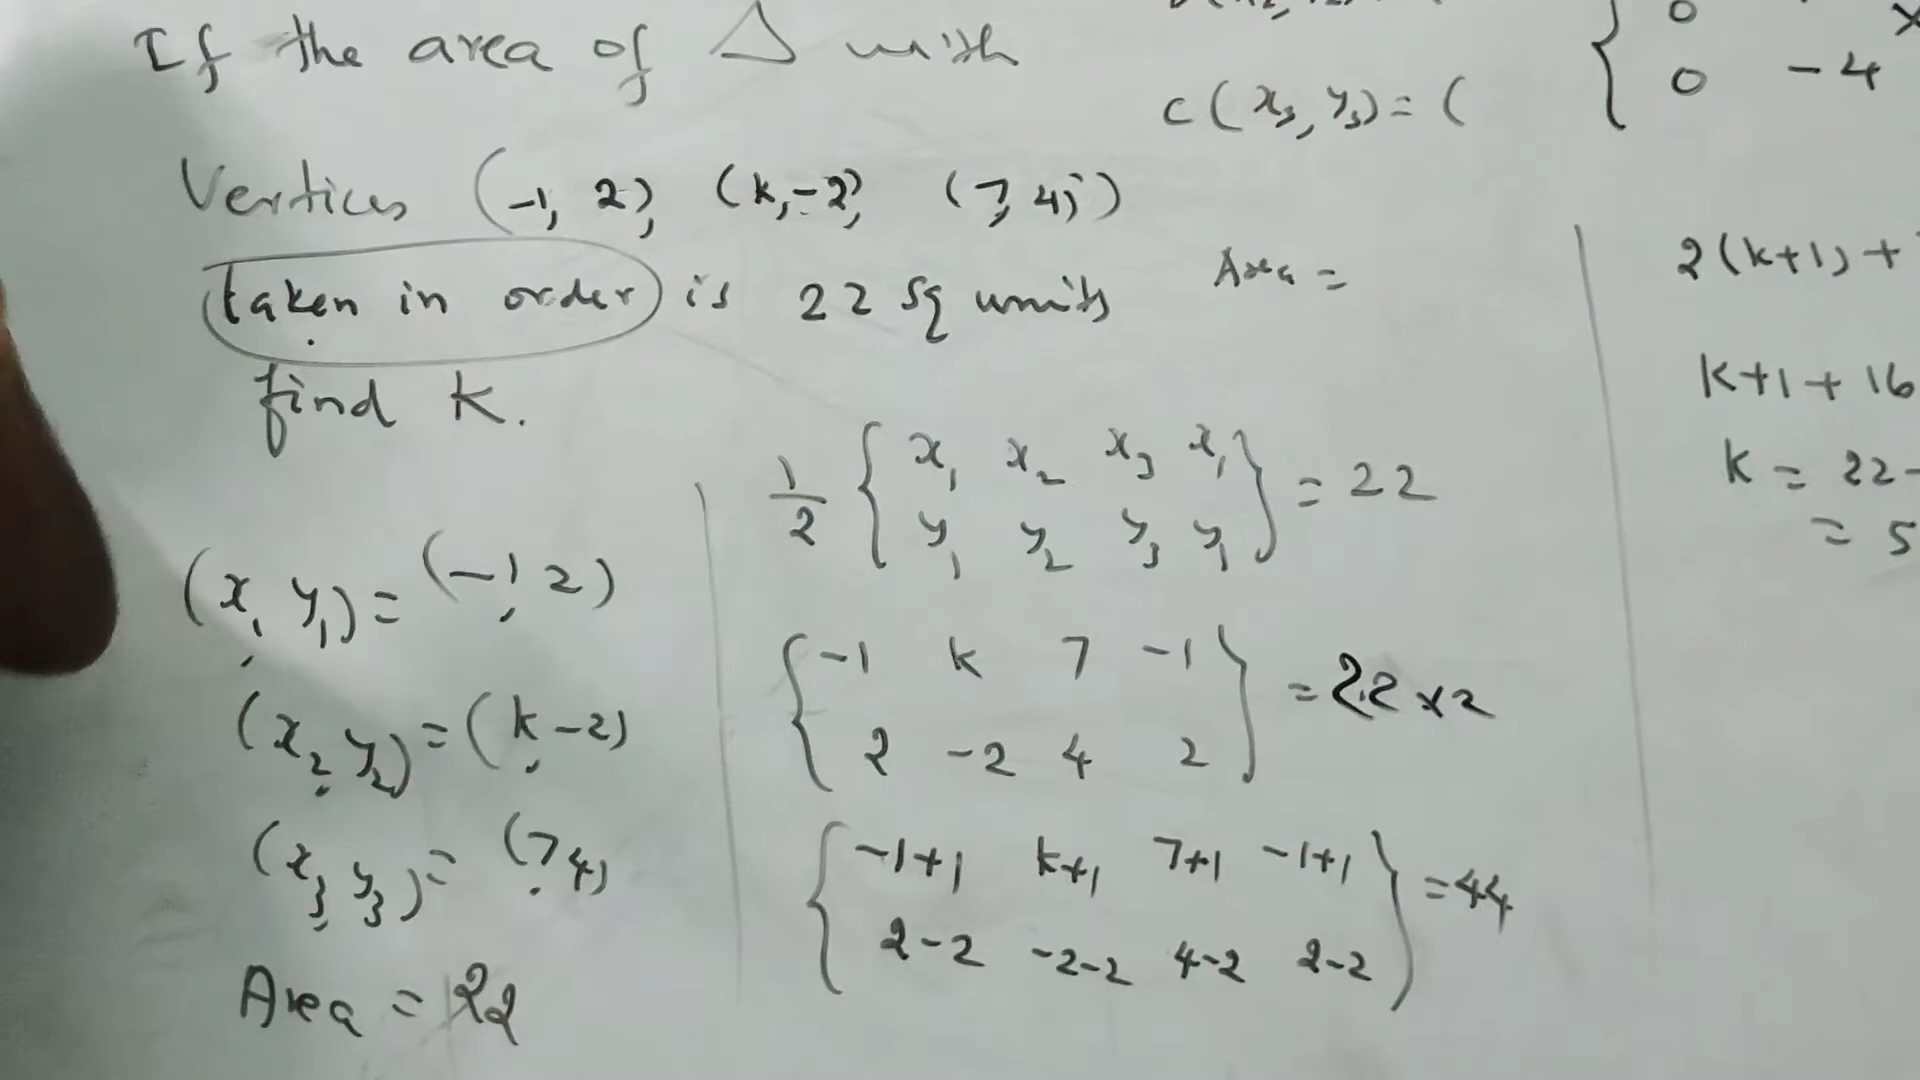 If the area of Δ with
Vertices (-1, 2), (k, -2), (7, 4)
taken in order is 22 sq units
find k.
(x₁ y₁) = (-1, 2)
(x₂ y₂) = (k, -2)
(x₃ y₃) = (7, 4)
Area = 22
C(x₃, y₃) = (
Area =
1/2 { x₁ x₂ x₃ x₁
y₁ y₂ y₃ y₁ } = 22
{ -1 k 7 -1
2 -2 4 2 } = 22 × 2
{ -1+1 k+1 7+1 -1+1
2-2 -2-2 4-2 2-2 } = 44
{ 0
0 -4
2(k+1) +
k+1 + 16
k = 22-
= 5